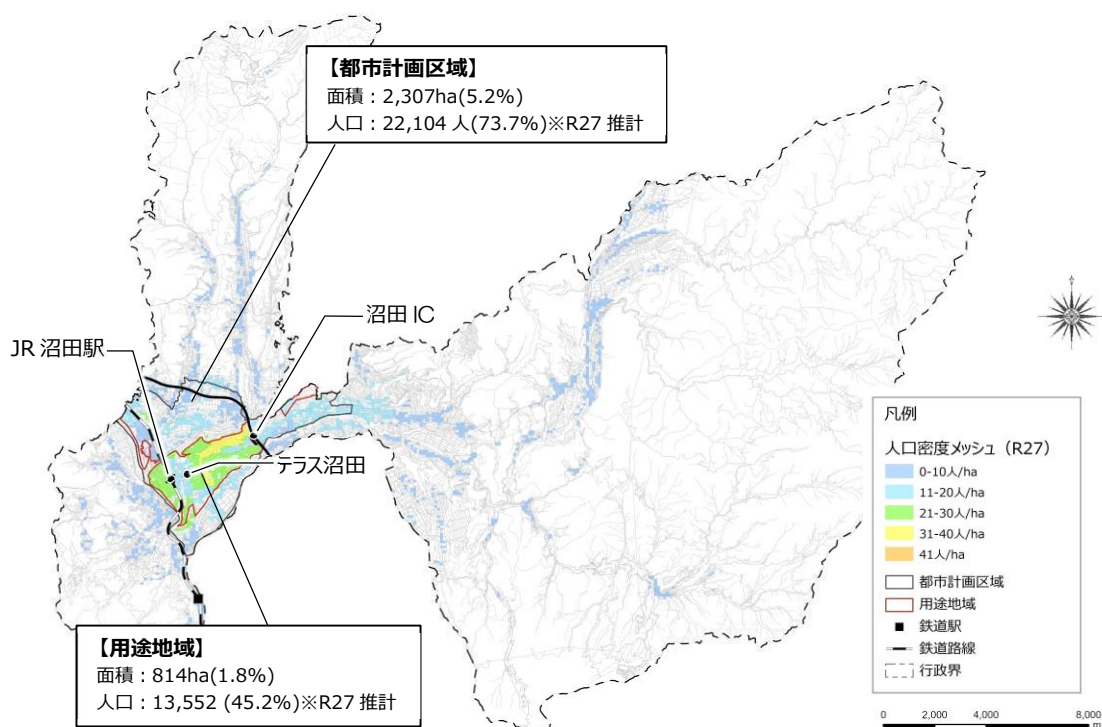 【都市計画区域】
面積：2,307ha(5.2%)
人口：22,104 人(73.7%)※R27 推計
沼田 IC
JR 沼田駅
テラス沼田
【用途地域】
面積：814ha(1.8%)
人口：13,552 (45.2%)※R27 推計
凡例
人口密度メッシュ（R27）
0-10人/ha
11-20人/ha
21-30人/ha
31-40人/ha
41人/ha
都市計画区域
用途地域
鉄道駅
鉄道路線
行政界
0 2,000 4,000 8,000
m